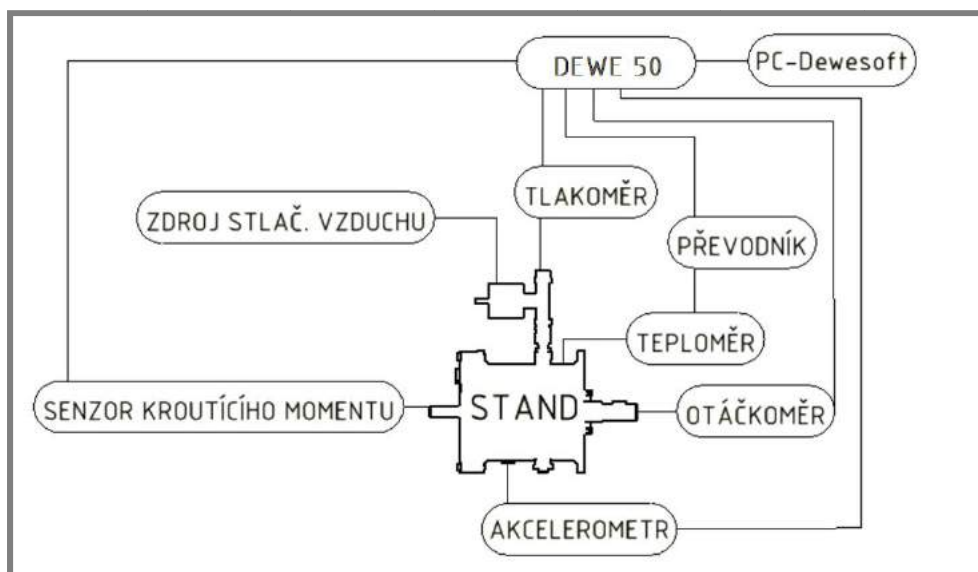 DEWE 50
PC-Dewesoft
TLAKOMĚR
ZDROJ STLAČ. VZDUCHU
PŘEVODNÍK
TEPLOMĚR
SENZOR KROUTÍCÍHO MOMENTU
STAND
OTÁČKOMĚR
AKCELEROMETR